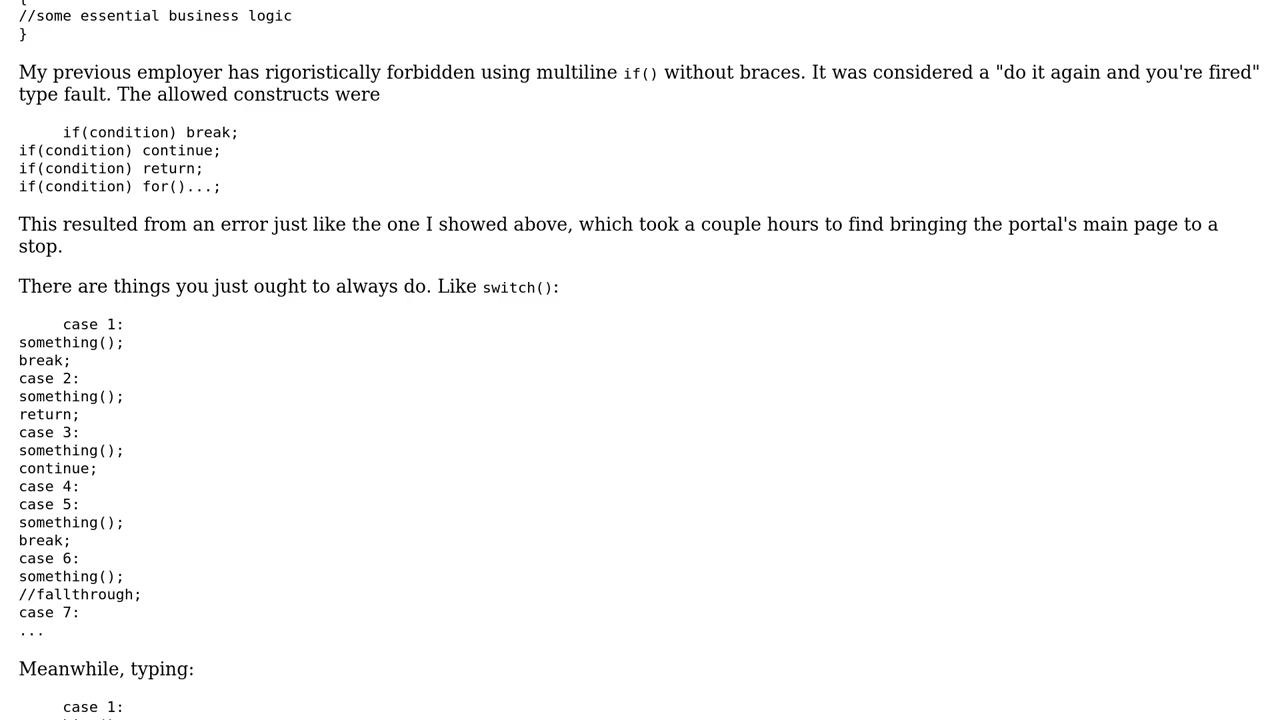 {
//some essential business logic
}
My previous employer has rigoristically forbidden using multiline if() without braces. It was considered a "do it again and you're fired"
type fault. The allowed constructs were
if(condition) break;
if(condition) continue;
if(condition) return;
if(condition) for()...;
This resulted from an error just like the one I showed above, which took a couple hours to find bringing the portal's main page to a
stop.
There are things you just ought to always do. Like switch():
case 1:
something();
break;
case 2:
something();
return;
case 3:
something();
continue;
case 4:
case 5:
something();
break;
case 6:
something();
//fallthrough;
case 7:
...
Meanwhile, typing:
case 1: